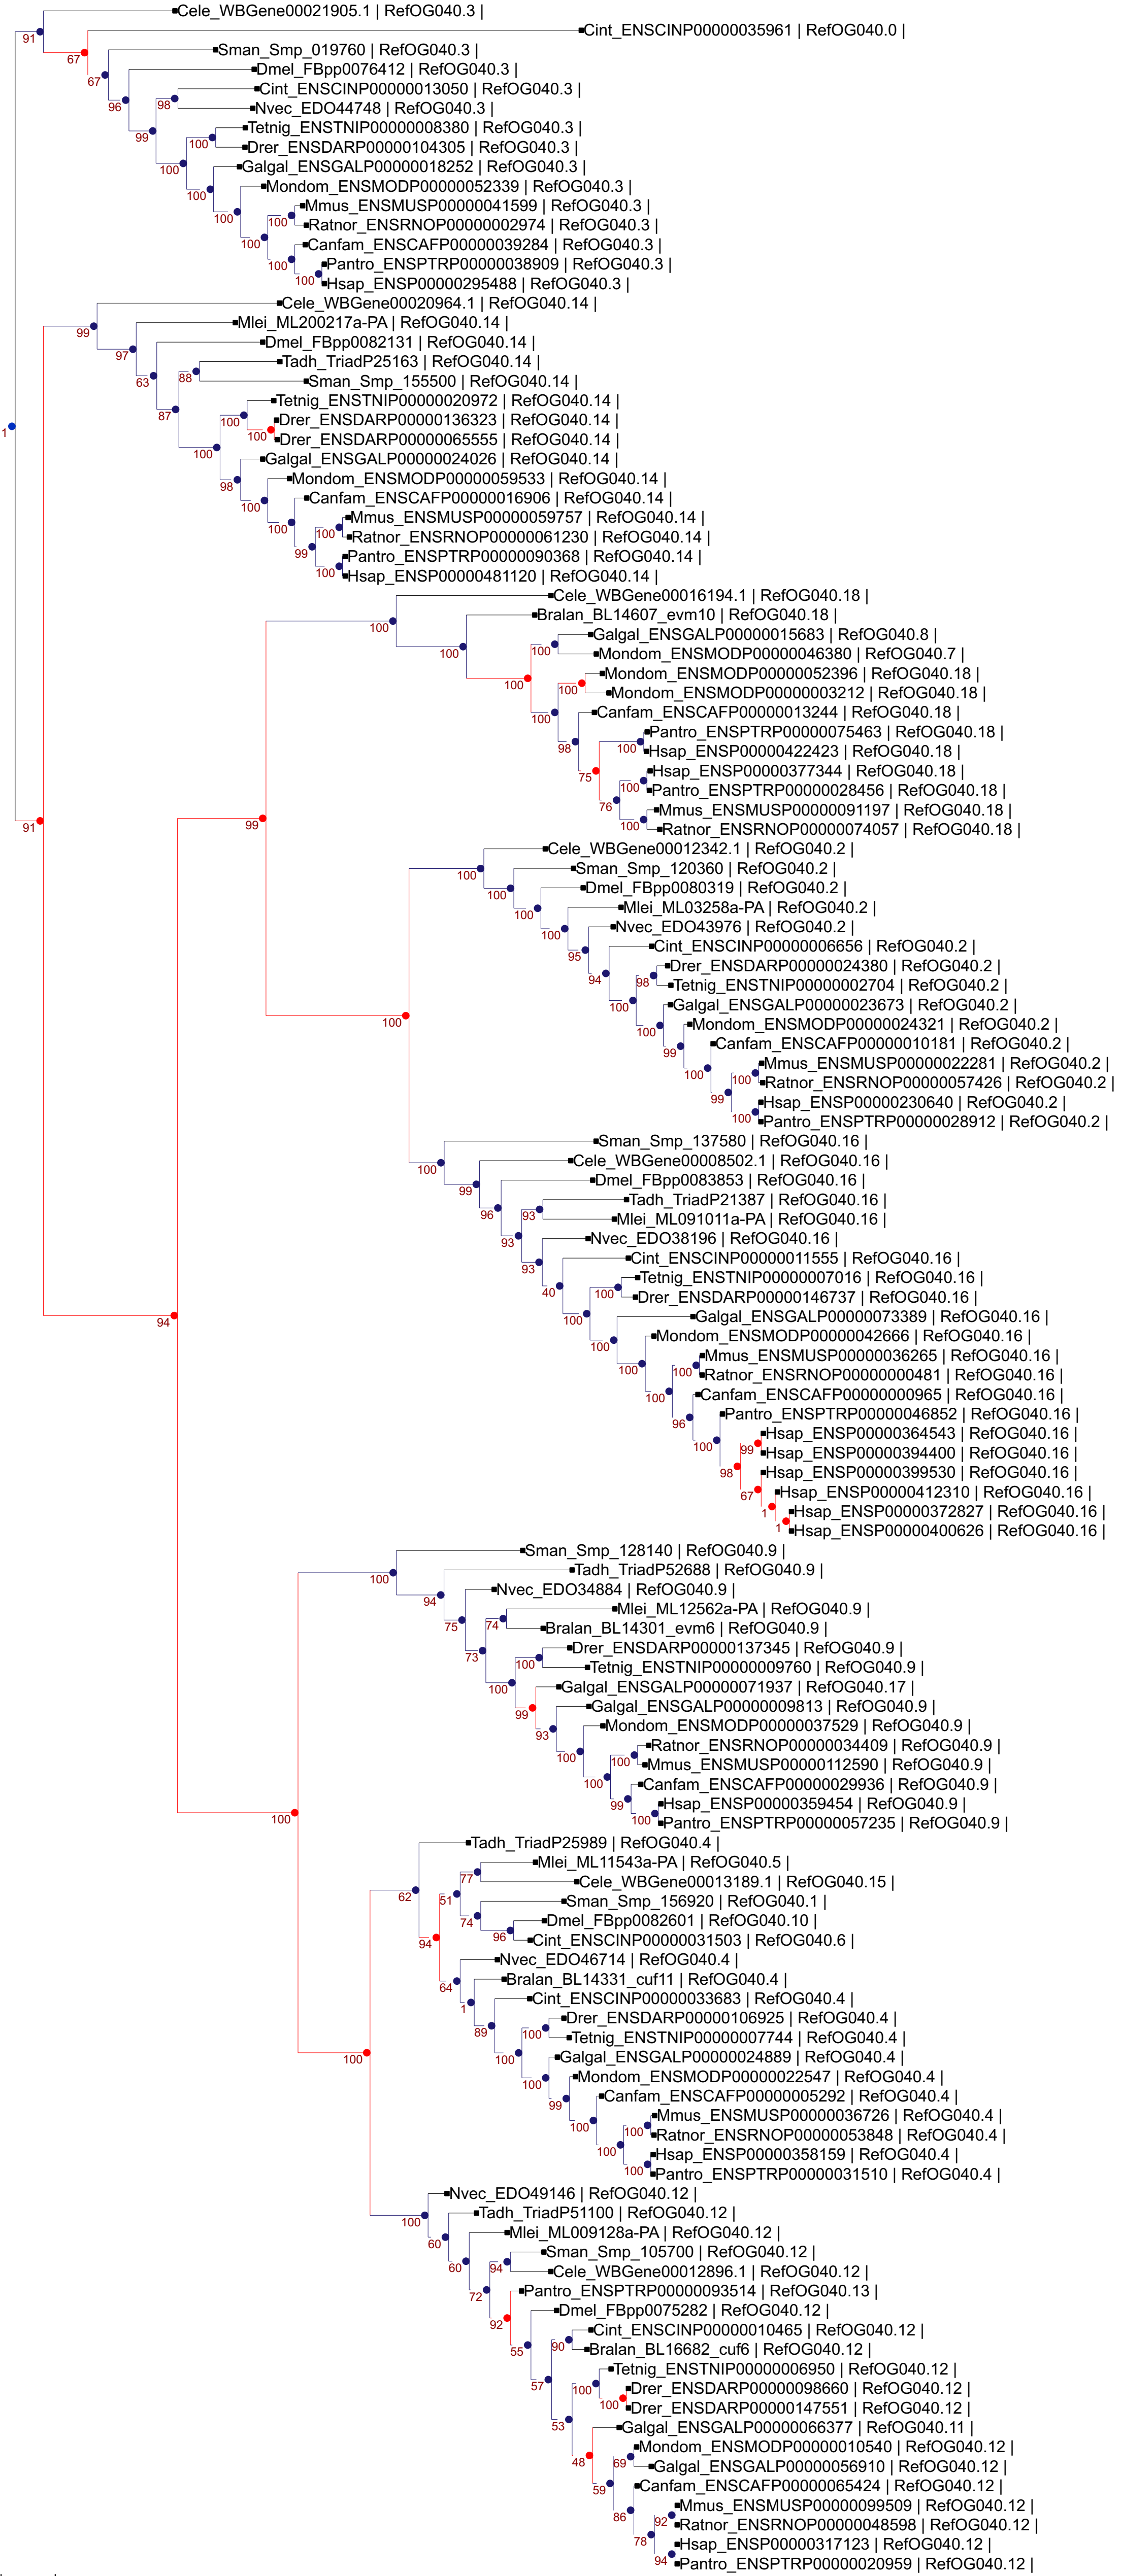 Cele_WBGene00021905.1 | RefOG040.3 |
91
Cint_ENSCINP00000035961 | RefOG040.0 |
67
Sman_Smp_019760 | RefOG040.3 |
67
Dmel_FBpp0076412 | RefOG040.3 |
96
Cint_ENSCINP00000013050 | RefOG040.3 |
98
Nvec_EDO44748 | RefOG040.3 |
99
Tetnig_ENSTNIP00000008380 | RefOG040.3 |
100
Drer_ENSDARP00000104305 | RefOG040.3 |
100
Galgal_ENSGALP00000018252 | RefOG040.3 |
100
Mondom_ENSMODP00000052339 | RefOG040.3 |
100
Mmus_ENSMUSP00000041599 | RefOG040.3 |
100
Ratnor_ENSRNOP00000002974 | RefOG040.3 |
100
Canfam_ENSCAFP00000039284 | RefOG040.3 |
100
Pantro_ENSPTRP00000038909 | RefOG040.3 |
100
Hsap_ENSP00000295488 | RefOG040.3 |
Cele_WBGene00020964.1 | RefOG040.14 |
99
Mlei_ML200217a-PA | RefOG040.14 |
97
Dmel_FBpp0082131 | RefOG040.14 |
63
Tadh_TriadP25163 | RefOG040.14 |
88
Sman_Smp_155500 | RefOG040.14 |
87
Tetnig_ENSTNIP00000020972 | RefOG040.14 |
100
Drer_ENSDARP00000136323 | RefOG040.14 |
1
100
Drer_ENSDARP00000065555 | RefOG040.14 |
100
Galgal_ENSGALP00000024026 | RefOG040.14 |
98
Mondom_ENSMODP00000059533 | RefOG040.14 |
100
Canfam_ENSCAFP00000016906 | RefOG040.14 |
100
Mmus_ENSMUSP00000059757 | RefOG040.14 |
100
Ratnor_ENSRNOP00000061230 | RefOG040.14 |
99
Pantro_ENSPTRP00000090368 | RefOG040.14 |
100
Hsap_ENSP00000481120 | RefOG040.14 |
Cele_WBGene00016194.1 | RefOG040.18 |
100
Bralan_BL14607_evm10 | RefOG040.18 |
100
Galgal_ENSGALP00000015683 | RefOG040.8 |
100
Mondom_ENSMODP00000046380 | RefOG040.7 |
100
Mondom_ENSMODP00000052396 | RefOG040.18 |
100
Mondom_ENSMODP00000003212 | RefOG040.18 |
100
Canfam_ENSCAFP00000013244 | RefOG040.18 |
98
Pantro_ENSPTRP00000075463 | RefOG040.18 |
100
Hsap_ENSP00000422423 | RefOG040.18 |
75
Hsap_ENSP00000377344 | RefOG040.18 |
100
Pantro_ENSPTRP00000028456 | RefOG040.18 |
76
Mmus_ENSMUSP00000091197 | RefOG040.18 |
100
91
99
Ratnor_ENSRNOP00000074057 | RefOG040.18 |
Cele_WBGene00012342.1 | RefOG040.2 |
100
Sman_Smp_120360 | RefOG040.2 |
100
Dmel_FBpp0080319 | RefOG040.2 |
100
Mlei_ML03258a-PA | RefOG040.2 |
100
Nvec_EDO43976 | RefOG040.2 |
95
Cint_ENSCINP00000006656 | RefOG040.2 |
94
Drer_ENSDARP00000024380 | RefOG040.2 |
98
Tetnig_ENSTNIP00000002704 | RefOG040.2 |
100
Galgal_ENSGALP00000023673 | RefOG040.2 |
100
100
Mondom_ENSMODP00000024321 | RefOG040.2 |
99
Canfam_ENSCAFP00000010181 | RefOG040.2 |
100
Mmus_ENSMUSP00000022281 | RefOG040.2 |
100
Ratnor_ENSRNOP00000057426 | RefOG040.2 |
99
Hsap_ENSP00000230640 | RefOG040.2 |
100
Pantro_ENSPTRP00000028912 | RefOG040.2 |
Sman_Smp_137580 | RefOG040.16 |
100
Cele_WBGene00008502.1 | RefOG040.16 |
99
Dmel_FBpp0083853 | RefOG040.16 |
96
Tadh_TriadP21387 | RefOG040.16 |
93
Mlei_ML091011a-PA | RefOG040.16 |
93
Nvec_EDO38196 | RefOG040.16 |
93
Cint_ENSCINP00000011555 | RefOG040.16 |
40
Tetnig_ENSTNIP00000007016 | RefOG040.16 |
100
Drer_ENSDARP00000146737 | RefOG040.16 |
100
94
Galgal_ENSGALP00000073389 | RefOG040.16 |
100
Mondom_ENSMODP00000042666 | RefOG040.16 |
100
Mmus_ENSMUSP00000036265 | RefOG040.16 |
100
Ratnor_ENSRNOP00000000481 | RefOG040.16 |
100
Canfam_ENSCAFP00000000965 | RefOG040.16 |
96
Pantro_ENSPTRP00000046852 | RefOG040.16 |
100
Hsap_ENSP00000364543 | RefOG040.16 |
99
Hsap_ENSP00000394400 | RefOG040.16 |
98
Hsap_ENSP00000399530 | RefOG040.16 |
67
Hsap_ENSP00000412310 | RefOG040.16 |
1
Hsap_ENSP00000372827 | RefOG040.16 |
1
Hsap_ENSP00000400626 | RefOG040.16 |
Sman_Smp_128140 | RefOG040.9 |
100
Tadh_TriadP52688 | RefOG040.9 |
94
Nvec_EDO34884 | RefOG040.9 |
75
Mlei_ML12562a-PA | RefOG040.9 |
74
Bralan_BL14301_evm6 | RefOG040.9 |
73
Drer_ENSDARP00000137345 | RefOG040.9 |
100
Tetnig_ENSTNIP00000009760 | RefOG040.9 |
100
Galgal_ENSGALP00000071937 | RefOG040.17 |
99
Galgal_ENSGALP00000009813 | RefOG040.9 |
93
Mondom_ENSMODP00000037529 | RefOG040.9 |
100
Ratnor_ENSRNOP00000034409 | RefOG040.9 |
100
Mmus_ENSMUSP00000112590 | RefOG040.9 |
100
Canfam_ENSCAFP00000029936 | RefOG040.9 |
99
Hsap_ENSP00000359454 | RefOG040.9 |
100
100
Pantro_ENSPTRP00000057235 | RefOG040.9 |
Tadh_TriadP25989 | RefOG040.4 |
Mlei_ML11543a-PA | RefOG040.5 |
77
Cele_WBGene00013189.1 | RefOG040.15 |
62
51
Sman_Smp_156920 | RefOG040.1 |
74
Dmel_FBpp0082601 | RefOG040.10 |
96
Cint_ENSCINP00000031503 | RefOG040.6 |
94
Nvec_EDO46714 | RefOG040.4 |
64
Bralan_BL14331_cuf11 | RefOG040.4 |
1
Cint_ENSCINP00000033683 | RefOG040.4 |
89
Drer_ENSDARP00000106925 | RefOG040.4 |
100
Tetnig_ENSTNIP00000007744 | RefOG040.4 |
100
100
Galgal_ENSGALP00000024889 | RefOG040.4 |
100
Mondom_ENSMODP00000022547 | RefOG040.4 |
99
Canfam_ENSCAFP00000005292 | RefOG040.4 |
100
Mmus_ENSMUSP00000036726 | RefOG040.4 |
100
Ratnor_ENSRNOP00000053848 | RefOG040.4 |
100
Hsap_ENSP00000358159 | RefOG040.4 |
100
Pantro_ENSPTRP00000031510 | RefOG040.4 |
Nvec_EDO49146 | RefOG040.12 |
100
Tadh_TriadP51100 | RefOG040.12 |
60
Mlei_ML009128a-PA | RefOG040.12 |
60
Sman_Smp_105700 | RefOG040.12 |
94
Cele_WBGene00012896.1 | RefOG040.12 |
72
Pantro_ENSPTRP00000093514 | RefOG040.13 |
92
Dmel_FBpp0075282 | RefOG040.12 |
55
Cint_ENSCINP00000010465 | RefOG040.12 |
90
Bralan_BL16682_cuf6 | RefOG040.12 |
57
Tetnig_ENSTNIP00000006950 | RefOG040.12 |
100
Drer_ENSDARP00000098660 | RefOG040.12 |
100
Drer_ENSDARP00000147551 | RefOG040.12 |
53
Galgal_ENSGALP00000066377 | RefOG040.11 |
48
Mondom_ENSMODP00000010540 | RefOG040.12 |
69
Galgal_ENSGALP00000056910 | RefOG040.12 |
59
Canfam_ENSCAFP00000065424 | RefOG040.12 |
86
Mmus_ENSMUSP00000099509 | RefOG040.12 |
92
Ratnor_ENSRNOP00000048598 | RefOG040.12 |
78
Hsap_ENSP00000317123 | RefOG040.12 |
94
Pantro_ENSPTRP00000020959 | RefOG040.12 |